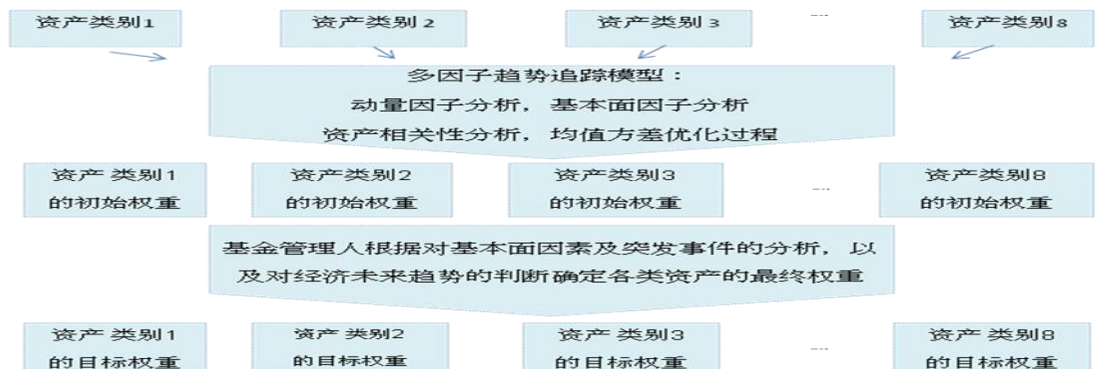 资产类别1 资产类别2 资产类别3 ...... 资产类别8
多因子趋势追踪模型：
动量因子分析，基本面因子分析
资产相关性分析，均值方差优化过程
资产 类别1 资产类别2 资产类别3 ...... 资产类别8
的初始权重 的初始权重 的初始权重 的初始权重
基金管理人根据对基本面因素及突发事件的分析，以
及对经济未来趋势的判断确定各类资产的最终权重
资产 类别1 资产 类别2 资产 类别3 ...... 资产 类别8
的目标权重 的目标权重 的目标权重 的目标权重